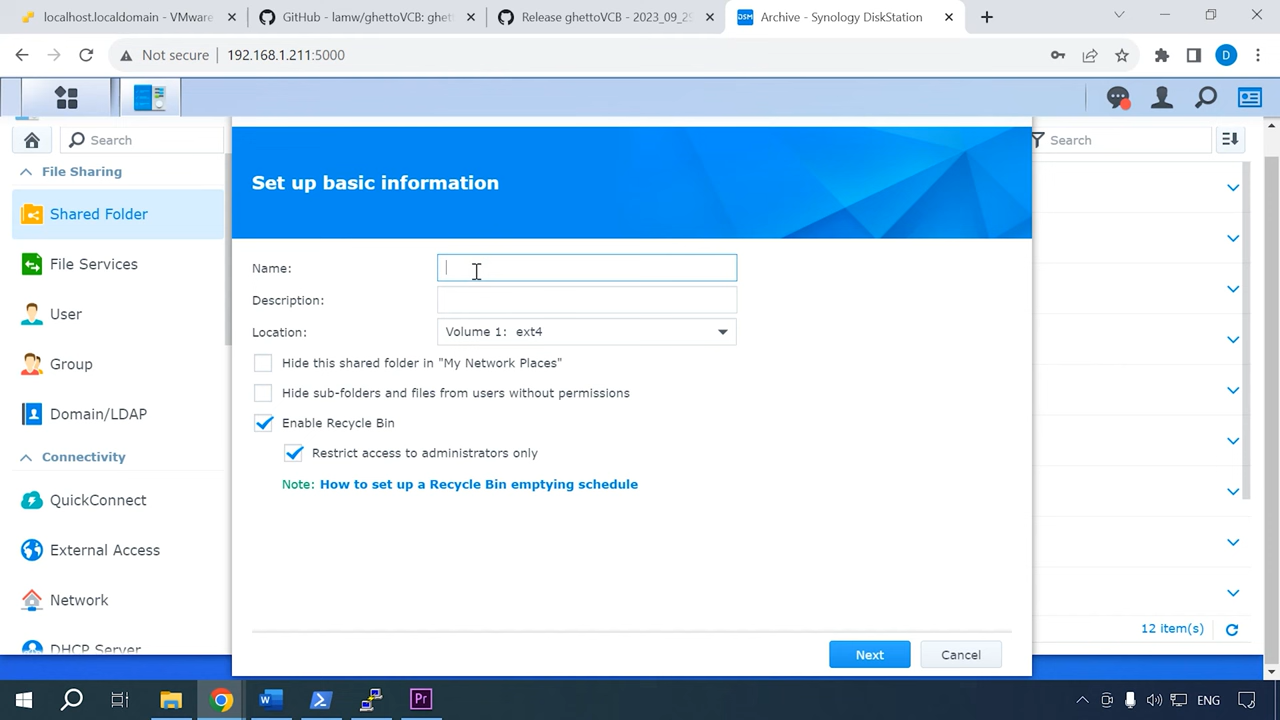 localhost.localdomain - VMware
GitHub - lamw/ghettoVCB: ghet
Release ghettoVCB - 2023_09_25
Archive - Synology DiskStation
Not secure
192.168.1.211:5000
D
Search
Search
File Sharing
Shared Folder
File Services
User
Group
Domain/LDAP
Connectivity
QuickConnect
External Access
Network
DHCP Server
Set up basic information
Name:
Description:
Location:
Volume 1: ext4
Hide this shared folder in "My Network Places"
Hide sub-folders and files from users without permissions
Enable Recycle Bin
Restrict access to administrators only
Note: How to set up a Recycle Bin emptying schedule
12 item(s)
Next
Cancel
ENG